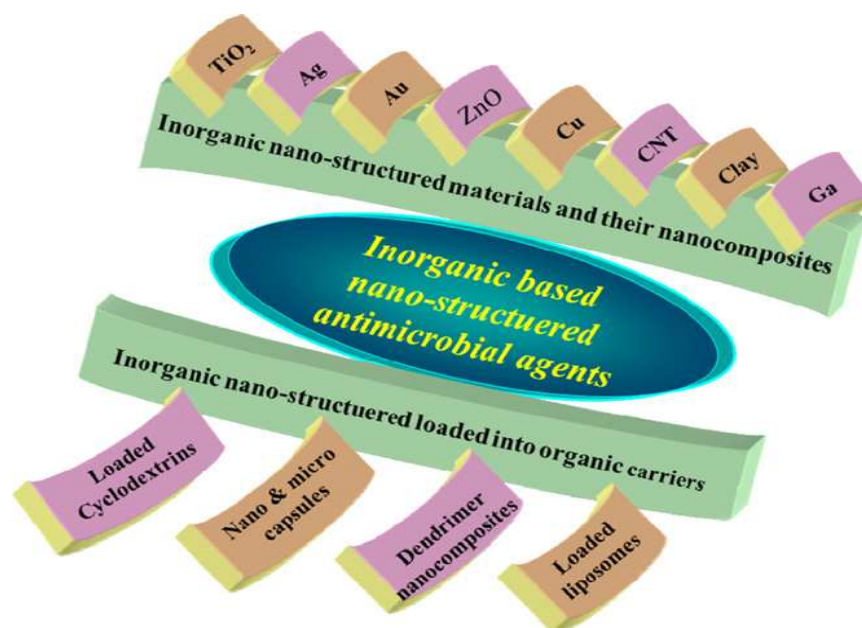 TiO₂
Ag
Au
ZnO
Cu
CNT
Clay
Ga
Inorganic nano-structured materials and their nanocomposites
Inorganic based
nano-structuered
antimicrobial agents
Inorganic nano-structuered loaded into organic carriers
Loaded
Cyclodextrins
Nano & micro
capsules
Dendrimer
nanocomposites
Loaded
liposomes